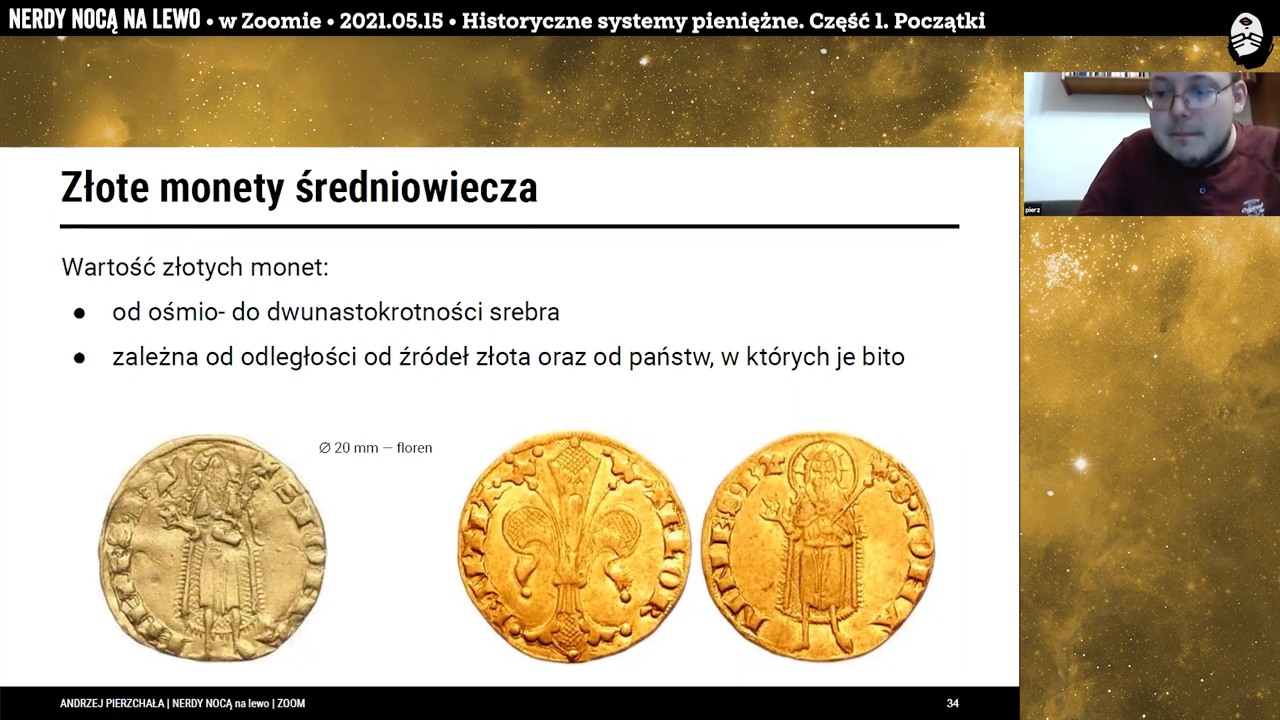 NERDY NOCĄ NA LEWO • w Zoomie • 2021.05.15 • Historyczne systemy pieniężne. Część 1. Początki
pierz
Złote monety średniowiecza
Wartość złotych monet:
● od ośmio- do dwunastokrotności srebra
● zależna od odległości od źródeł złota oraz od państw, w których je bito
∅ 20 mm — floren
ANDRZEJ PIERZCHAŁA | NERDY NOCĄ na lewo | ZOOM
34